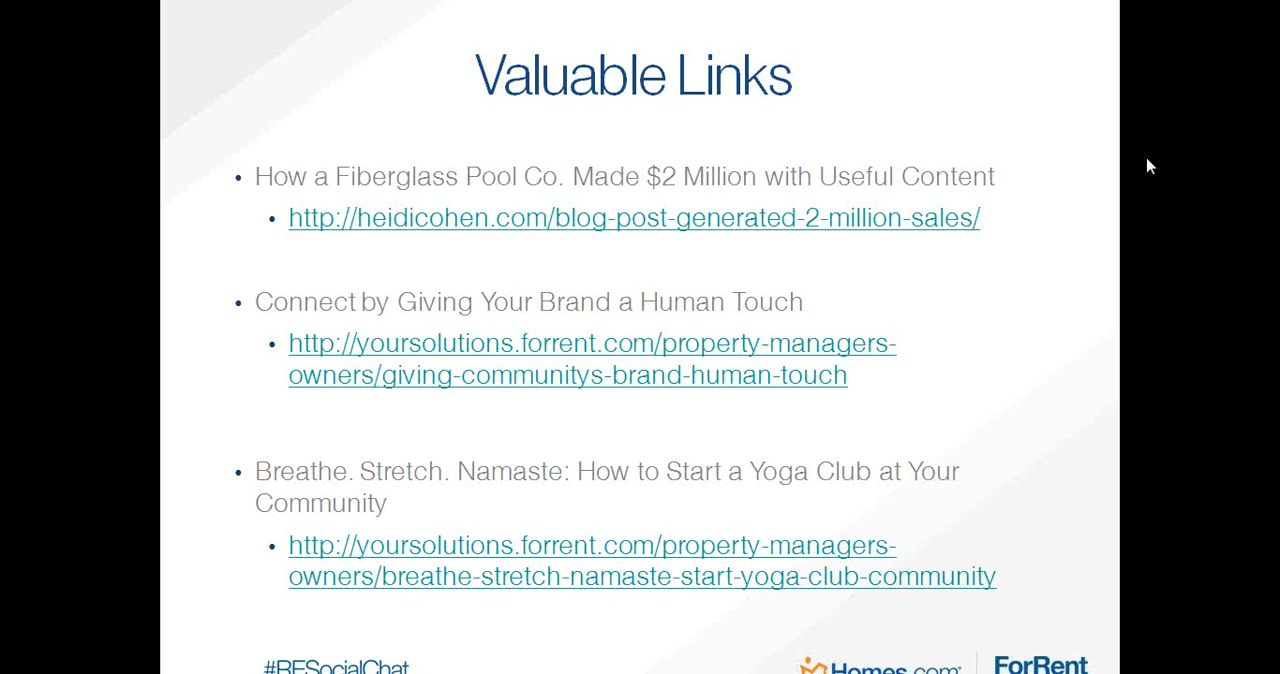 Valuable Links
• How a Fiberglass Pool Co. Made $2 Million with Useful Content
• http://heidicohen.com/blog-post-generated-2-million-sales/
• Connect by Giving Your Brand a Human Touch
• http://yoursolutions.forrent.com/property-managers-
owners/giving-communitys-brand-human-touch
• Breathe. Stretch. Namaste: How to Start a Yoga Club at Your
Community
• http://yoursolutions.forrent.com/property-managers-
owners/breathe-stretch-namaste-start-yoga-club-community
#RESocialChat
Homes.com
ForRent